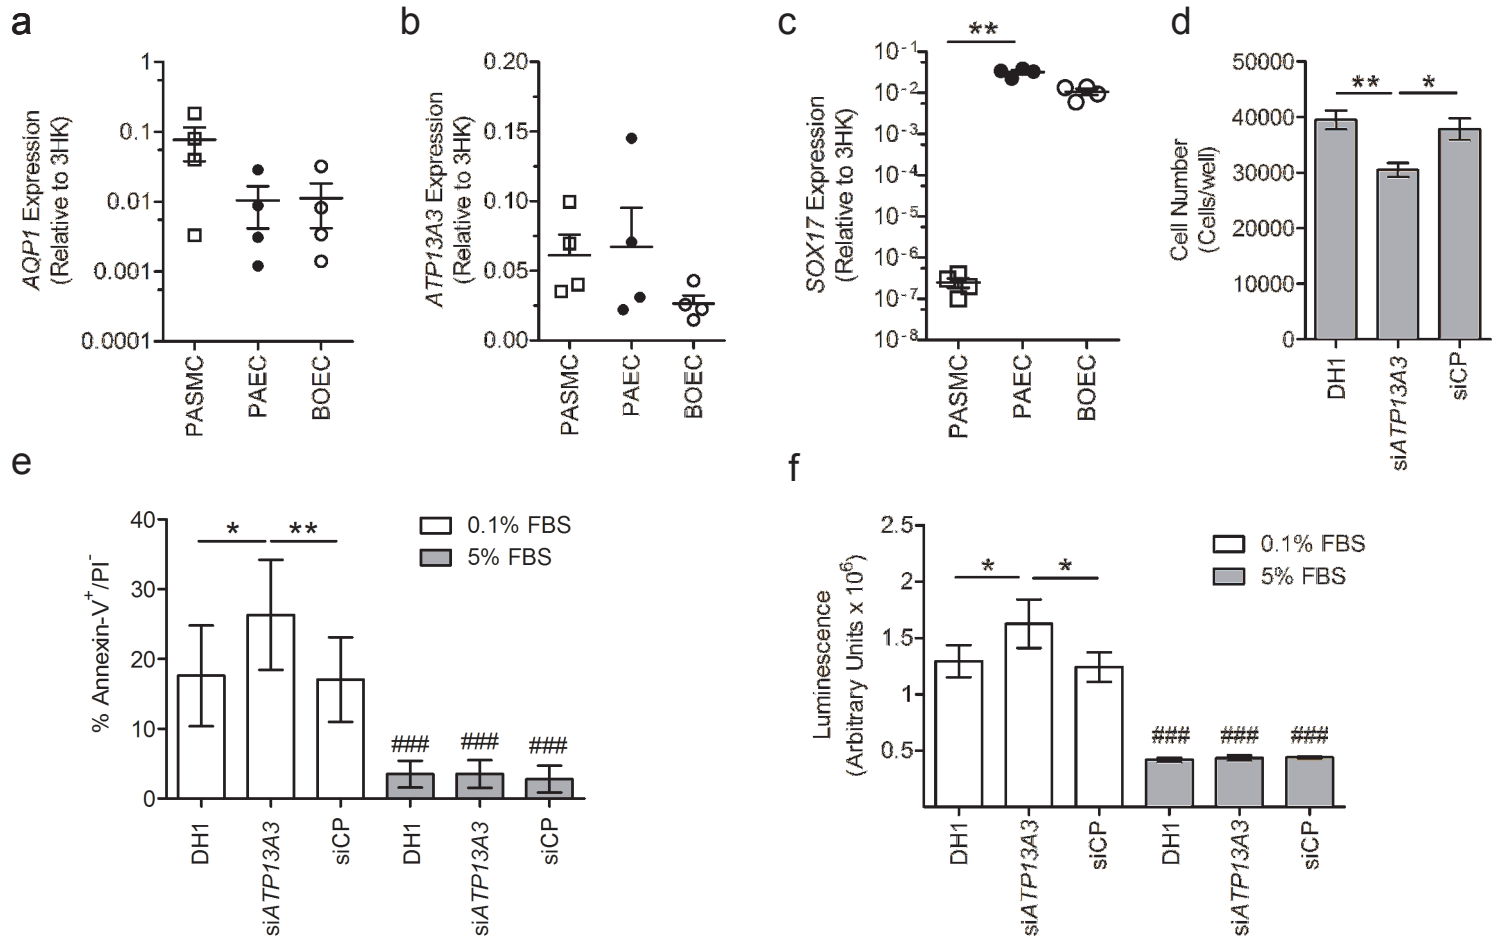 a
AQP1 Expression
(Relative to 3HK)
1
0.1
0.01
0.001
0.0001
PASMC
PAEC
BOEC
b
ATP13A3 Expression
(Relative to 3HK)
0.20
0.15
0.10
0.05
0.00
PASMC
PAEC
BOEC
c
SOX17 Expression
(Relative to 3HK)
**
10⁻¹
10⁻²
10⁻³
10⁻⁴
10⁻⁵
10⁻⁶
10⁻⁷
10⁻⁸
PASMC
PAEC
BOEC
d
Cell Number
(Cells/well)
50000
40000
30000
20000
10000
0
** *
DH1
siATP13A3
siCP
e
% Annexin-V⁺/PI⁻
40
30
20
10
0
* **
0.1% FBS
5% FBS
### ### ###
DH1
siATP13A3
siCP
DH1
siATP13A3
siCP
f
Luminescence
(Arbitrary Units x 10⁶)
2.5
2
1.5
1
0.5
* *
0.1% FBS
5% FBS
### ### ###
DH1
siATP13A3
siCP
DH1
siATP13A3
siCP